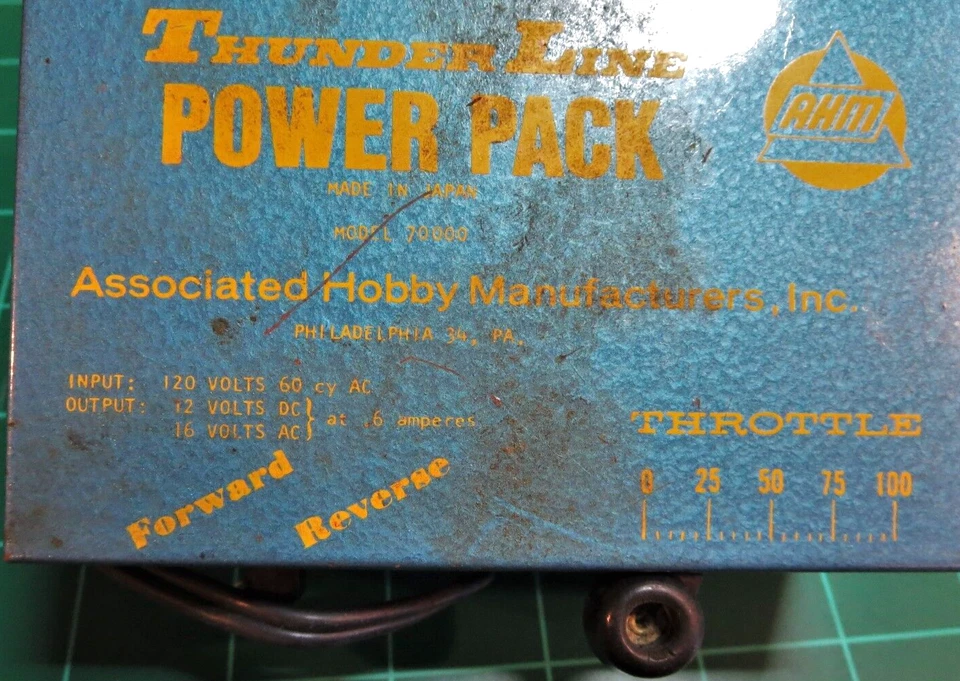 THUNDER LINE
POWER PACK
AHM
MADE IN JAPAN
MODEL 70000
Associated Hobby Manufacturers, Inc.
PHILADELPHIA 34, PA.
INPUT: 120 VOLTS 60 cy AC
OUTPUT: 12 VOLTS DC
16 VOLTS AC
} at .6 amperes
Forward
Reverse
THROTTLE
0 25 50 75 100